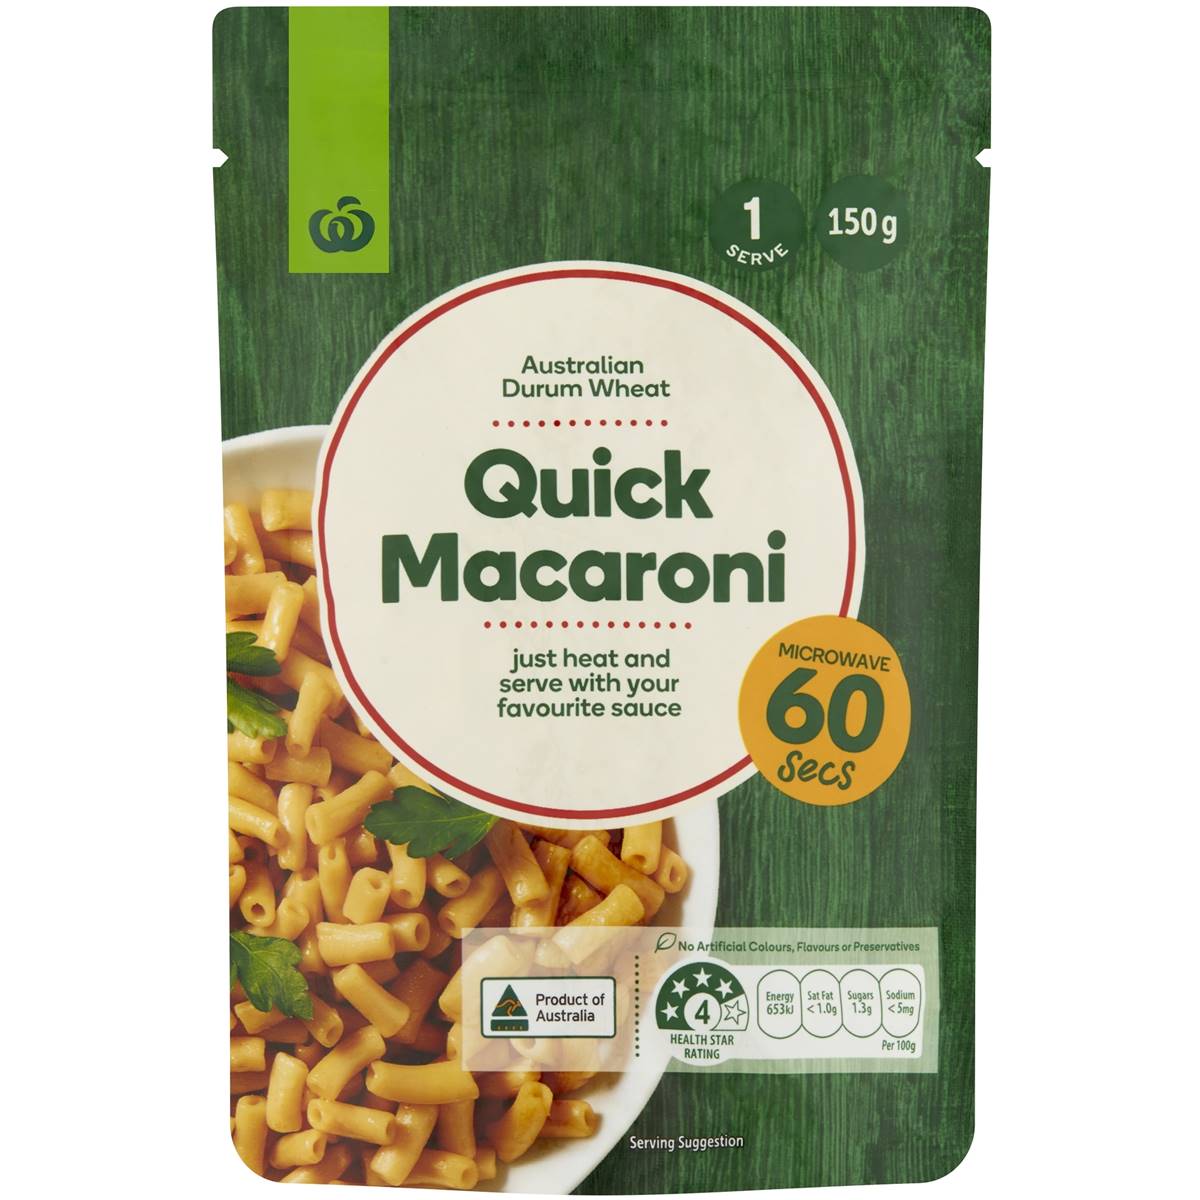 1
SERVE
150g
Australian
Durum Wheat
Quick
Macaroni
just heat and
serve with your
favourite sauce
MICROWAVE
60
secs
No Artificial Colours, Flavours or Preservatives
Product of
Australia
4
HEALTH STAR
RATING
Energy
653kJ
Sat Fat
<1.0g
Sugars
1.3g
Sodium
<5mg
Per 100g
Serving Suggestion